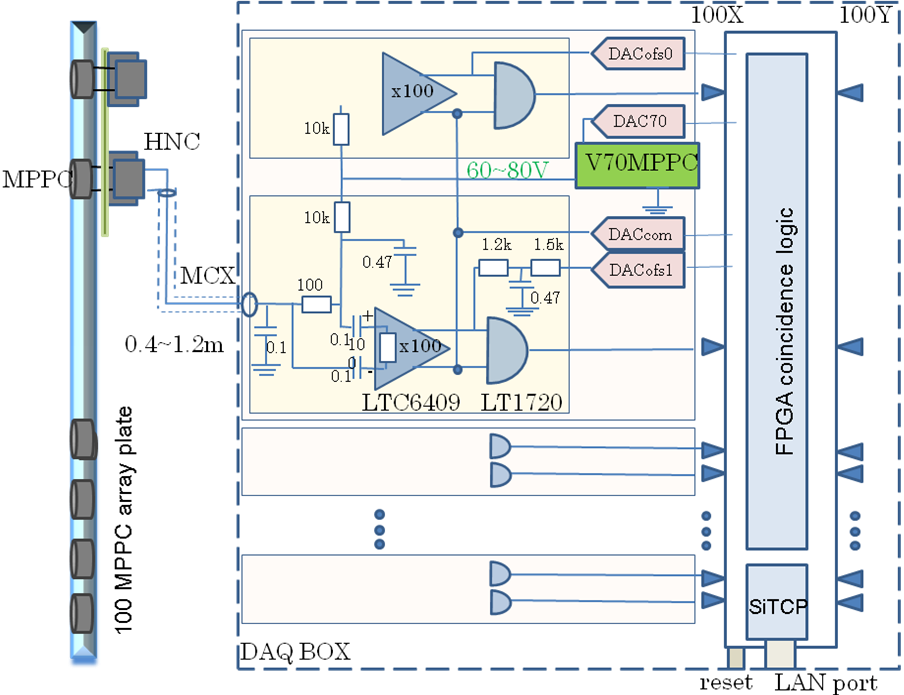 100X
100Y
DACofs0
x100
10k
DAC70
HNC
MPPC
60~80V
V70MPPC
10k
DACcom
1.2k
1.5k
0.47
DACofs1
MCX
100
0.47
0.4~1.2m
0.1
+
0.1
10
0
x100
0.1
-
LTC6409
LT1720
FPGA coincidence logic
100 MPPC array plate
SiTCP
DAQ BOX
reset
LAN port